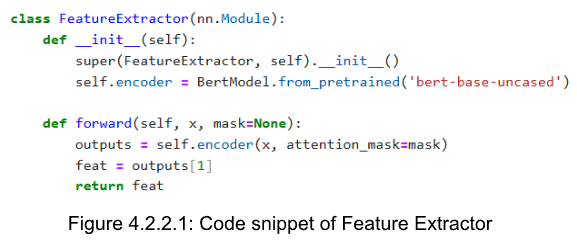 class FeatureExtractor(nn.Module):
    def __init__(self):
        super(FeatureExtractor, self).__init__()
        self.encoder = BertModel.from_pretrained('bert-base-uncased')

    def forward(self, x, mask=None):
        outputs = self.encoder(x, attention_mask=mask)
        feat = outputs[1]
        return feat
Figure 4.2.2.1: Code snippet of Feature Extractor